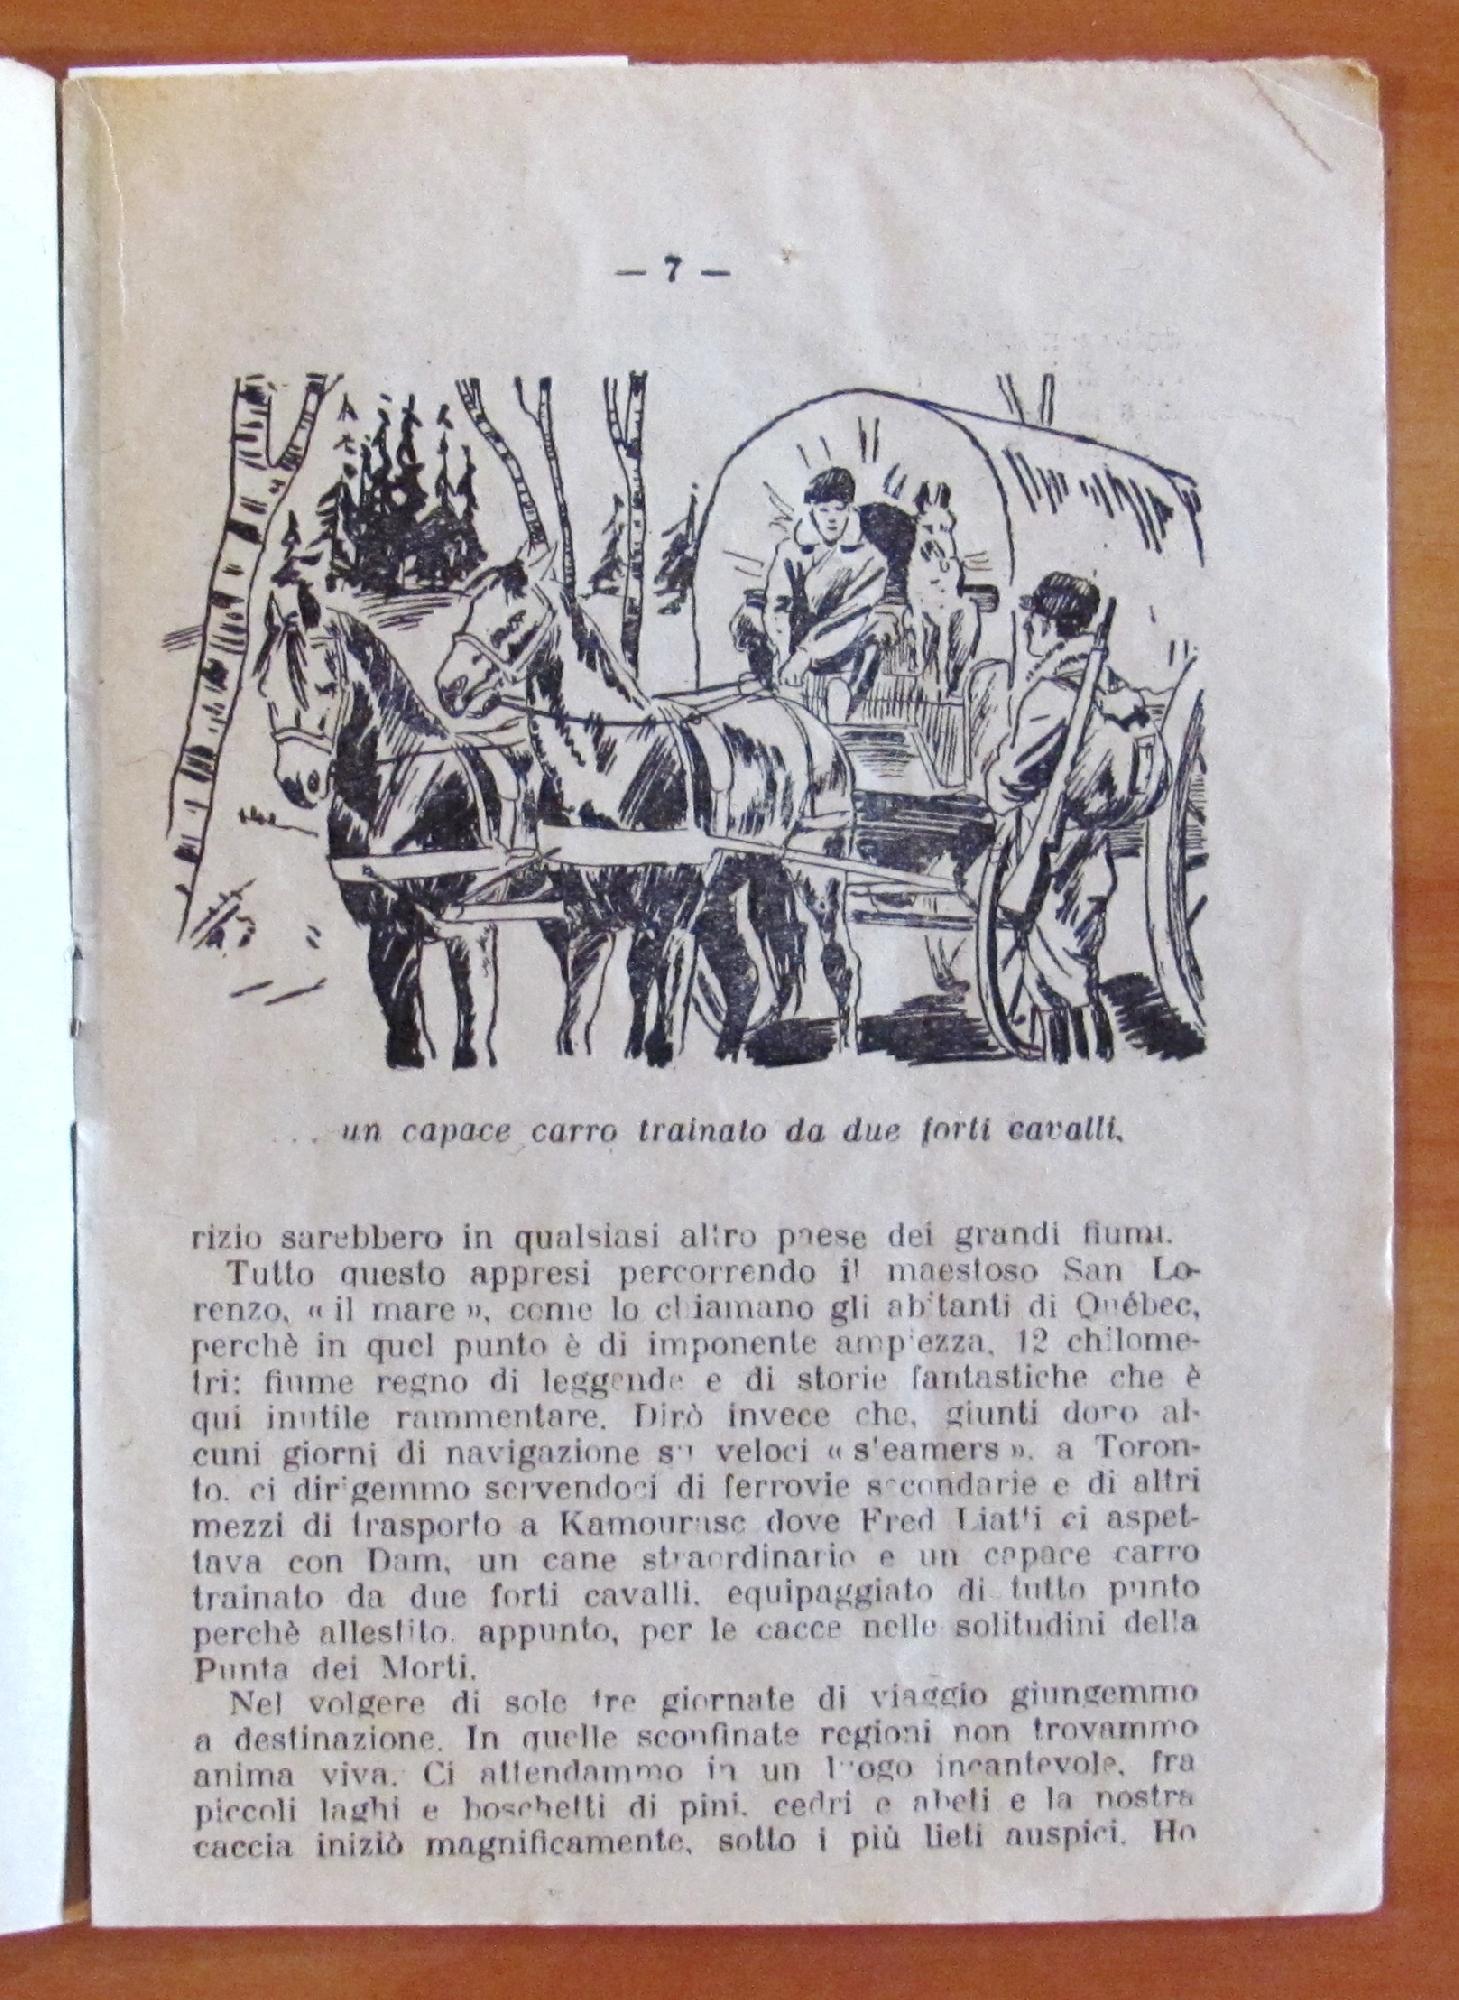 — 7 —
... un capace carro trainato da due forti cavalli.
rizio sarebbero in qualsiasi altro paese dei grandi fiumi.
Tutto questo appresi percorrendo il maestoso San Lo-
renzo, « il mare », come lo chiamano gli abitanti di Québec,
perchè in quel punto è di imponente ampiezza, 12 chilome-
tri: fiume regno di leggende e di storie fantastiche che è
qui inutile rammentare. Dirò invece che, giunti dopo al-
cuni giorni di navigazione su veloci « steamers », a Toron-
to, ci dirigemmo servendoci di ferrovie secondarie e di altri
mezzi di trasporto a Kamourasc dove Fred Liatti ci aspet-
tava con Dam, un cane straordinario e un capace carro
trainato da due forti cavalli, equipaggiato di tutto punto
perchè allestito, appunto, per le cacce nelle solitudini della
Punta dei Morti.
Nel volgere di sole tre giornate di viaggio giungemmo
a destinazione. In quelle sconfinate regioni non trovammo
anima viva. Ci attendammo in un luogo incantevole, fra
piccoli laghi e boschetti di pini, cedri e abeti e la nostra
caccia iniziò magnificamente, sotto i più lieti auspici. Ho